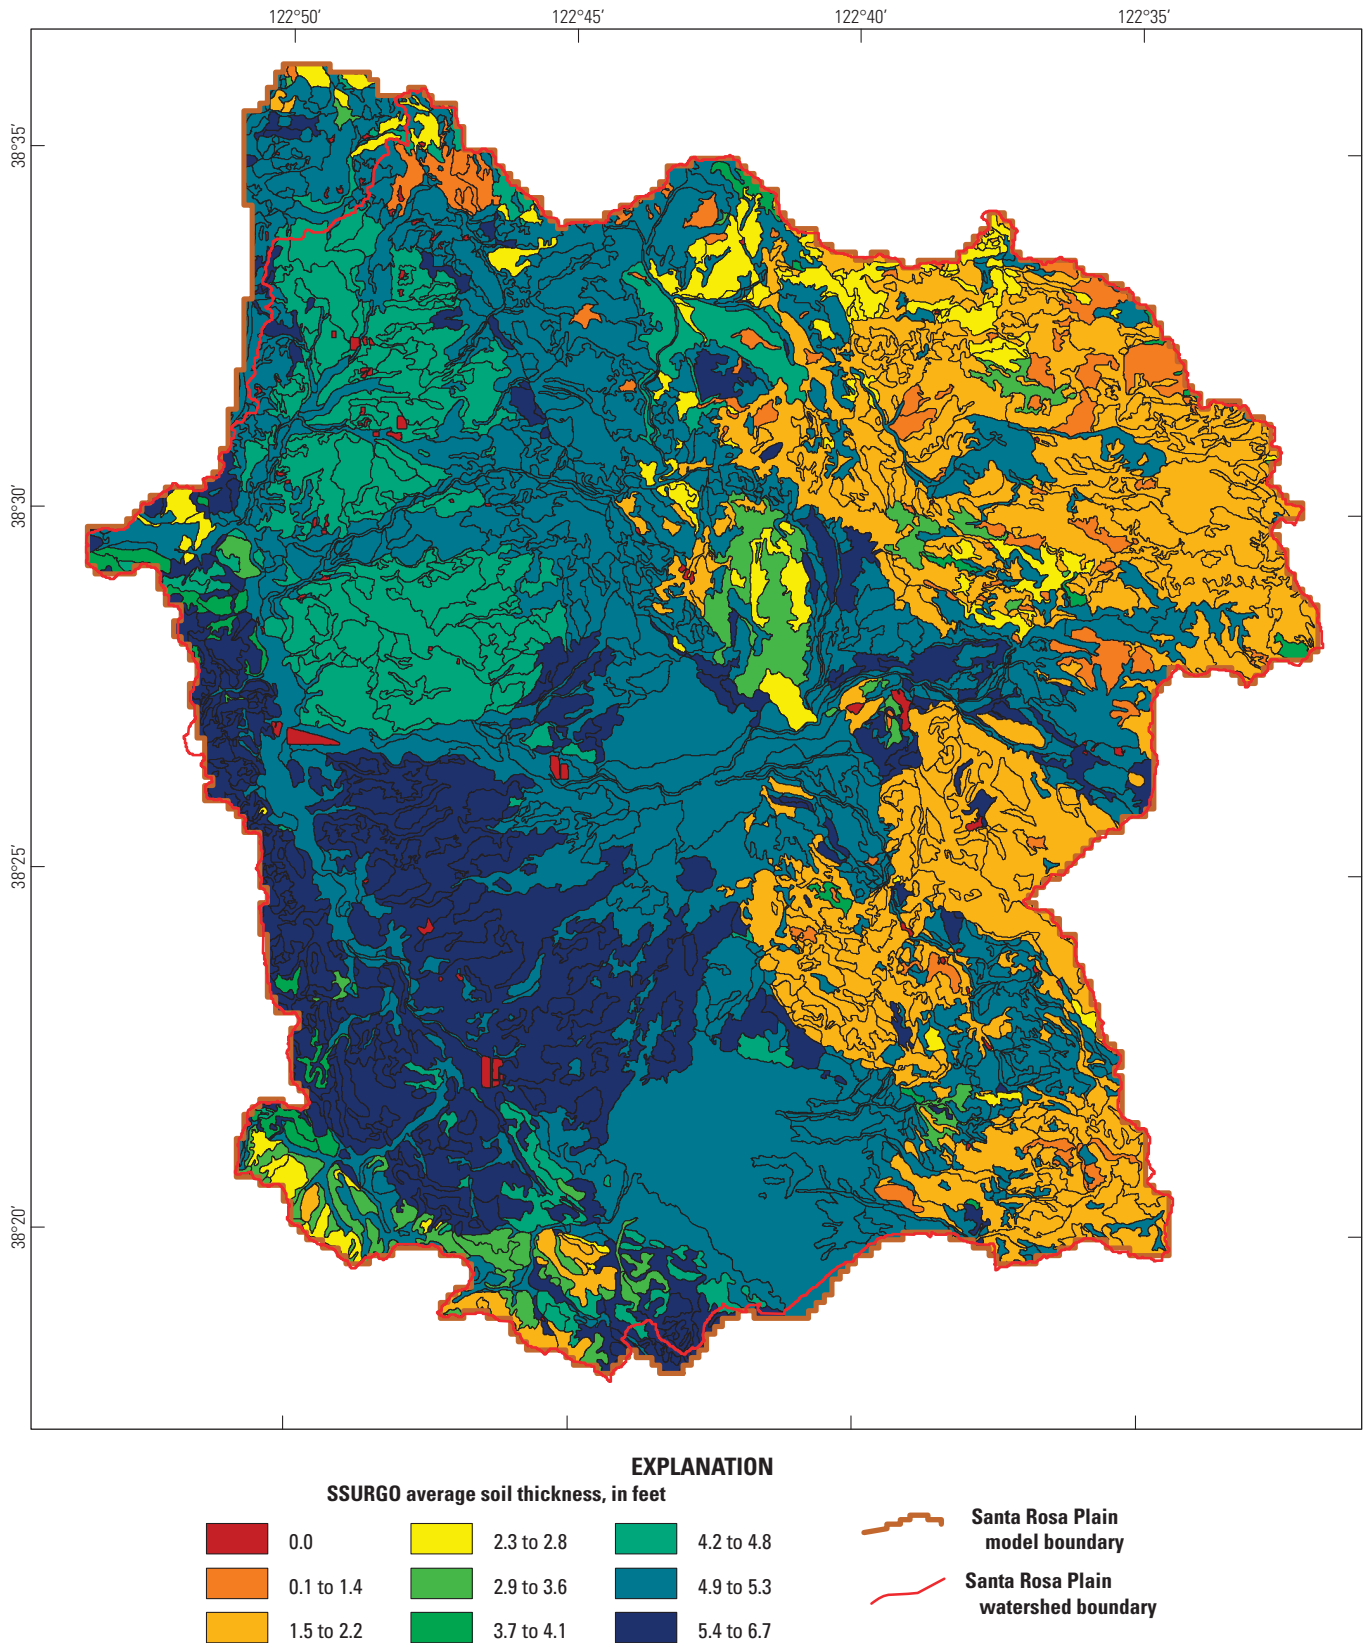 122°50′
122°45′
122°40′
122°35′
38°35′
38°30′
38°25′
38°20′
EXPLANATION
SSURGO average soil thickness, in feet
0.0
0.1 to 1.4
1.5 to 2.2
2.3 to 2.8
2.9 to 3.6
3.7 to 4.1
4.2 to 4.8
4.9 to 5.3
5.4 to 6.7
Santa Rosa Plain
model boundary
Santa Rosa Plain
watershed boundary